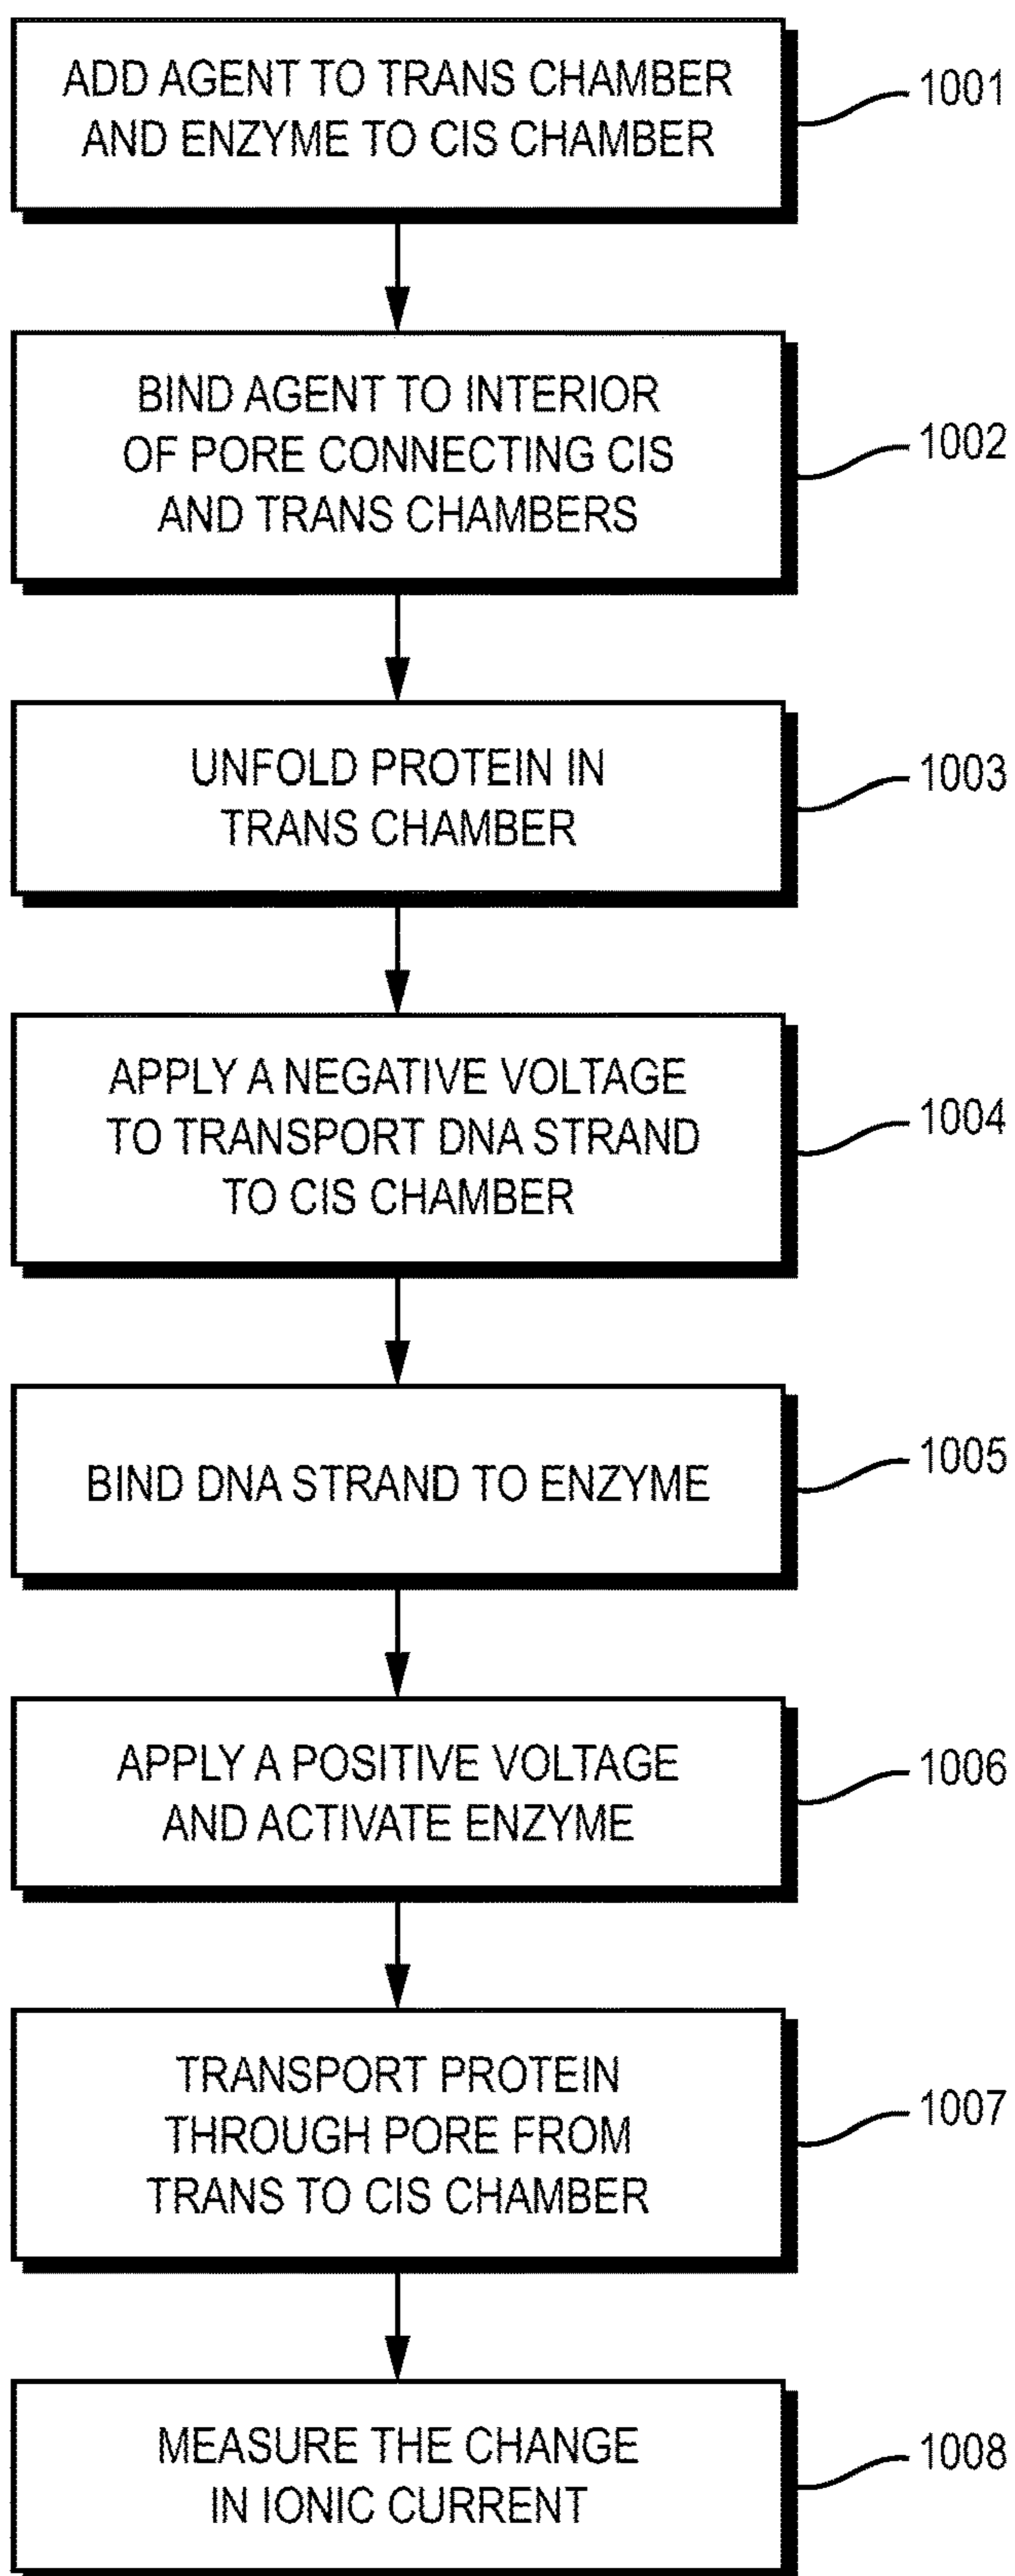 ADD AGENT TO TRANS CHAMBER
AND ENZYME TO CIS CHAMBER
1001
BIND AGENT TO INTERIOR
OF PORE CONNECTING CIS
AND TRANS CHAMBERS
1002
UNFOLD PROTEIN IN
TRANS CHAMBER
1003
APPLY A NEGATIVE VOLTAGE
TO TRANSPORT DNA STRAND
TO CIS CHAMBER
1004
BIND DNA STRAND TO ENZYME
1005
APPLY A POSITIVE VOLTAGE
AND ACTIVATE ENZYME
1006
TRANSPORT PROTEIN
THROUGH PORE FROM
TRANS TO CIS CHAMBER
1007
MEASURE THE CHANGE
IN IONIC CURRENT
1008